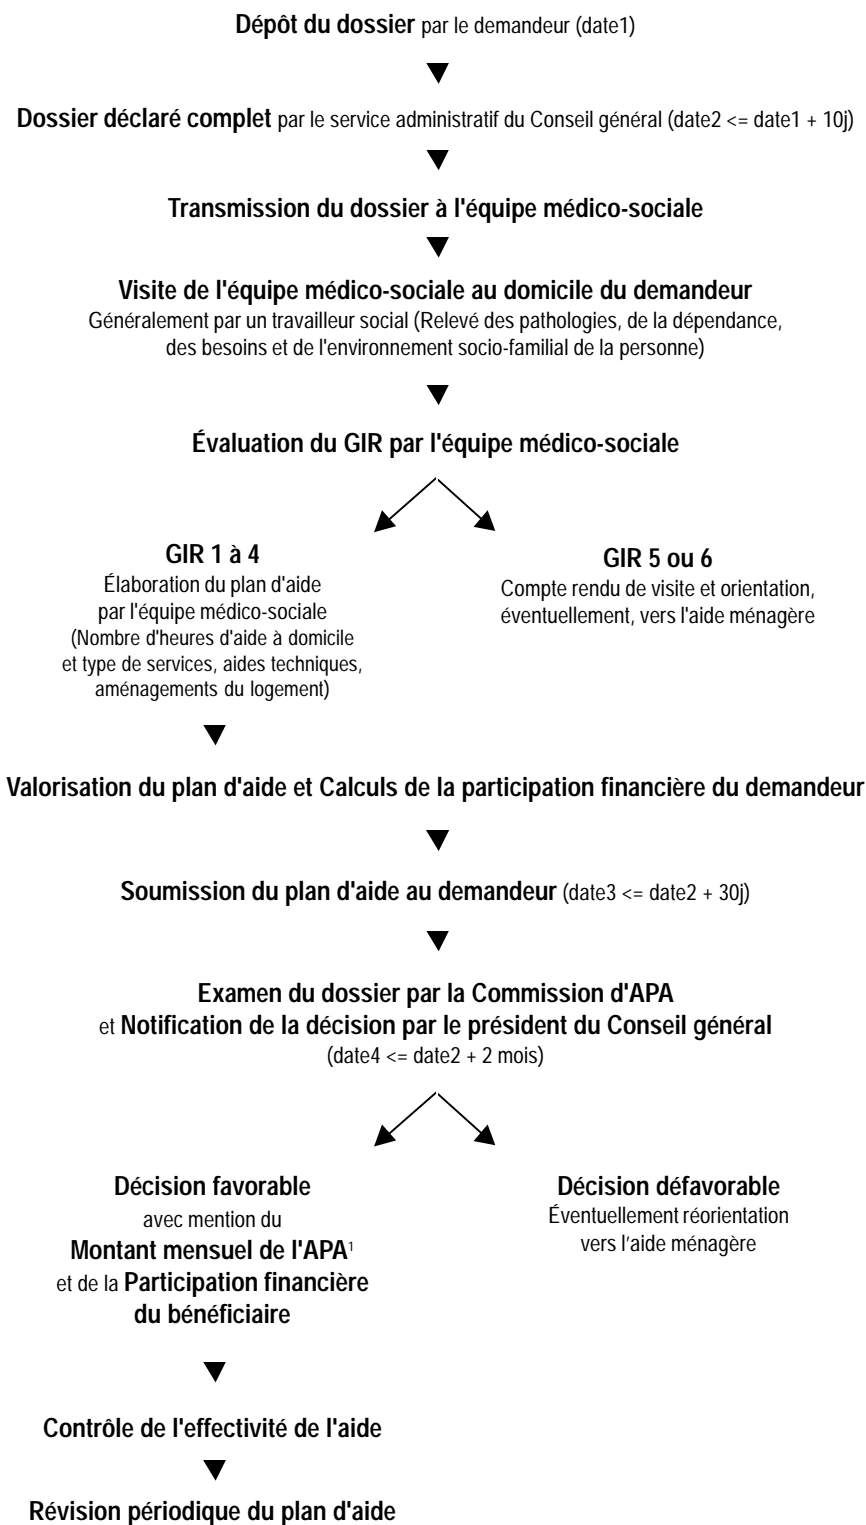 Dépôt du dossier par le demandeur (date1)
Dossier déclaré complet par le service administratif du Conseil général (date2 <= date1 + 10j)
Transmission du dossier à l'équipe médico-sociale
Visite de l'équipe médico-sociale au domicile du demandeur
Généralement par un travailleur social (Relevé des pathologies, de la dépendance,
des besoins et de l'environnement socio-familial de la personne)
Évaluation du GIR par l'équipe médico-sociale
GIR 1 à 4
Élaboration du plan d'aide
par l'équipe médico-sociale
(Nombre d'heures d'aide à domicile
et type de services, aides techniques,
aménagements du logement)
GIR 5 ou 6
Compte rendu de visite et orientation,
éventuellement, vers l'aide ménagère
Valorisation du plan d'aide et Calculs de la participation financière du demandeur
Soumission du plan d'aide au demandeur (date3 <= date2 + 30j)
Examen du dossier par la Commission d'APA
et Notification de la décision par le président du Conseil général
(date4 <= date2 + 2 mois)
Décision favorable
avec mention du
Montant mensuel de l'APA¹
et de la Participation financière
du bénéficiaire
Décision défavorable
Éventuellement réorientation
vers l’aide ménagère
Contrôle de l'effectivité de l'aide
Révision périodique du plan d'aide